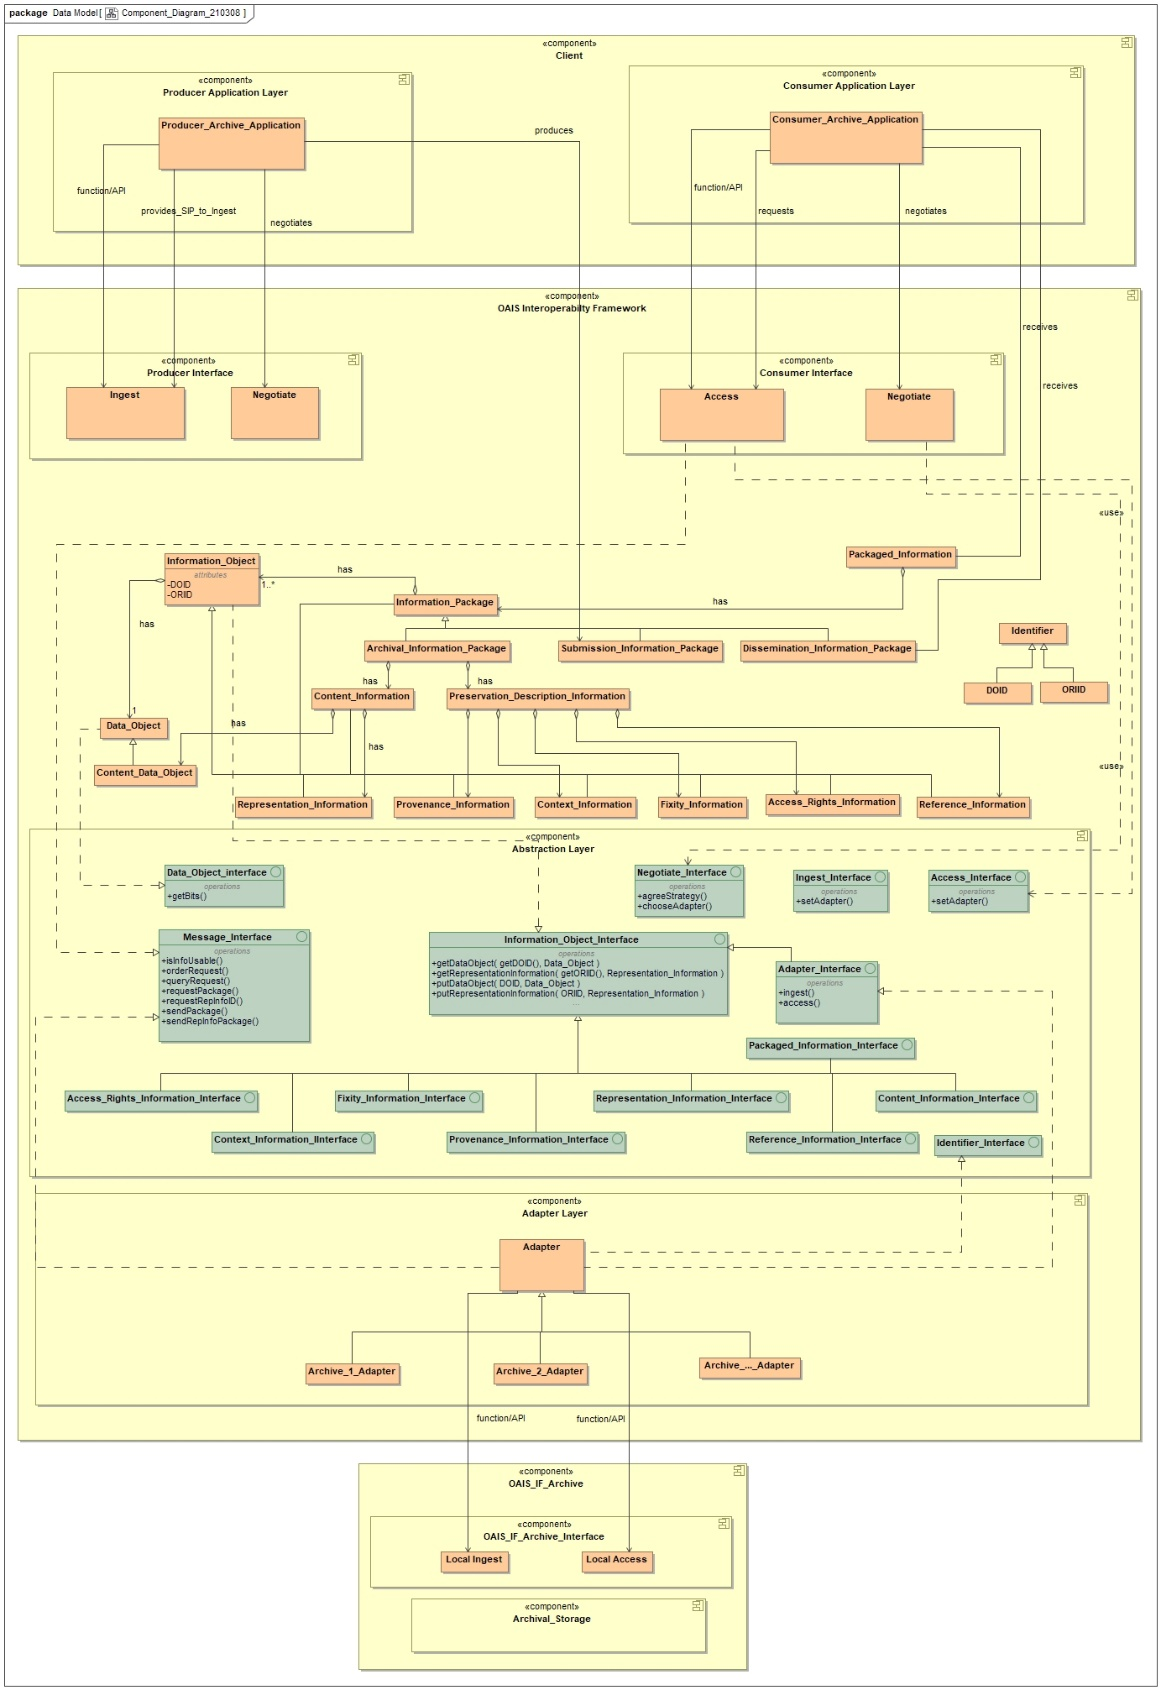 package Data Model[ Component_Diagram_210308 ]
«component»
Client
«component»
Producer Application Layer
«component»
Consumer Application Layer
Producer_Archive_Application
Consumer_Archive_Application
produces
function/API
provides_SIP_to_Ingest
negotiates
function/API
requests
negotiates
«component»
OAIS Interoperabilty Framework
receives
receives
«component»
Producer Interface
«component»
Consumer Interface
Ingest
Negotiate
Access
Negotiate
«use»
Information_Object
attributes
-DOID
-ORIID
1..*
has
has
Information_Package
Packaged_Information
has
Archival_Information_Package
Submission_Information_Package
Dissemination_Information_Package
Identifier
DOID
ORIID
has
has
Content_Information
Preservation_Description_Information
1
Data_Object
has
has
Content_Data_Object
«use»
Representation_Information
Provenance_Information
Context_Information
Fixity_Information
Access_Rights_Information
Reference_Information
«component»
Abstraction Layer
Data_Object_interface
operations
+getBits()
Negotiate_Interface
operations
+agreeStrategy()
+chooseAdapter()
Ingest_Interface
operations
+setAdapter()
Access_Interface
operations
+setAdapter()
Message_Interface
operations
+isInfoUsable()
+orderRequest()
+queryRequest()
+requestPackage()
+requestRepInfoID()
+sendPackage()
+sendRepInfoPackage()
Information_Object_Interface
operations
+getDataObject( getDOID(), Data_Object )
+getRepresentationInformation( getORIID(), Representation_Information )
+putDataObject( DOID, Data_Object )
+putRepresentationInformation( ORIID, Representation_Information )
...
Adapter_Interface
operations
+ingest()
+access()
Packaged_Information_Interface
Access_Rights_Information_Interface
Fixity_Information_Interface
Representation_Information_Interface
Content_Information_Interface
Context_Information_IInterface
Provenance_Information_Interface
Reference_Information_Interface
Identifier_Interface
«component»
Adapter Layer
Adapter
Archive_1_Adapter
Archive_2_Adapter
Archive_..._Adapter
function/API
function/API
«component»
OAIS_IF_Archive
«component»
OAIS_IF_Archive_Interface
Local Ingest
Local Access
«component»
Archival_Storage